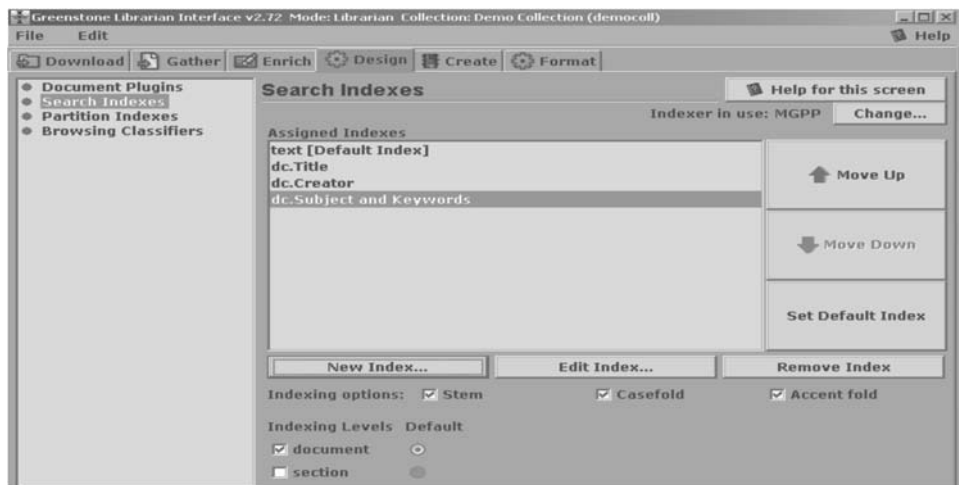 Greenstone Librarian Interface v2.72 Mode: Librarian Collection: Demo Collection (democoll)
File Edit Help
Download Gather Enrich Design Create Format
Document Plugins
Search Indexes
Partition Indexes
Browsing Classifiers
Search Indexes Help for this screen
Indexer in use: MGPP Change...
Assigned Indexes
text [Default Index]
dc.Title
dc.Creator
dc.Subject and Keywords
Move Up
Move Down
Set Default Index
New Index... Edit Index... Remove Index
Indexing options: Stem Casefold Accent fold
Indexing Levels Default
document
section